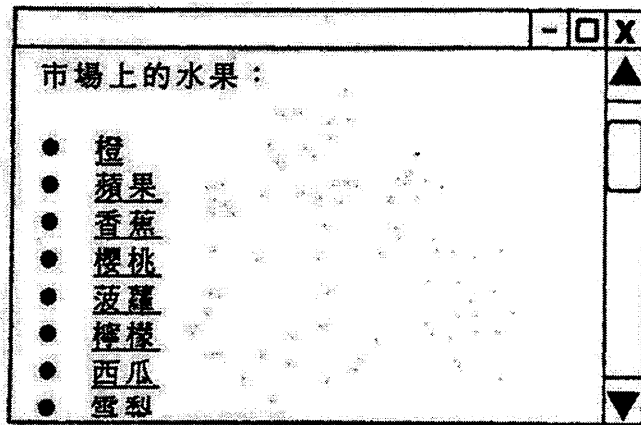 市場上的水果：
● 橙
● 蘋果
● 香蕉
● 櫻桃
● 菠蘿
● 檸檬
● 西瓜
● 雪梨